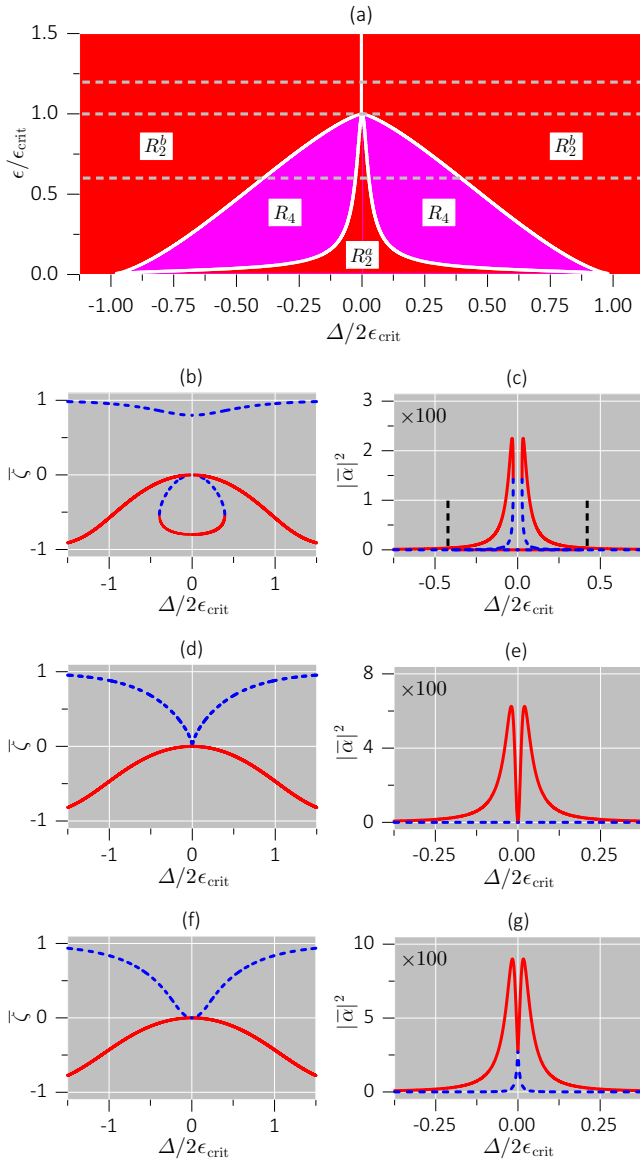 (a)
1.5
1.0
0.5
0.0
ϵ/ϵcrit
R₂ᵇ
R₂ᵇ
R₄
R₄
R₂ᵃ
-1.00 -0.75 -0.50 -0.25 0.00 0.25 0.50 0.75 1.00
Δ/2ϵcrit
(b)
1
0
-1
ζ̅
-1 0 1
Δ/2ϵcrit
(c)
×100
3
2
1
0
|α̅|²
-0.5 0.0 0.5
Δ/2ϵcrit
(d)
1
0
-1
ζ̅
-1 0 1
Δ/2ϵcrit
(e)
×100
8
4
0
|α̅|²
-0.25 0.00 0.25
Δ/2ϵcrit
(f)
1
0
-1
ζ̅
-1 0 1
Δ/2ϵcrit
(g)
×100
10
5
0
|α̅|²
-0.25 0.00 0.25
Δ/2ϵcrit